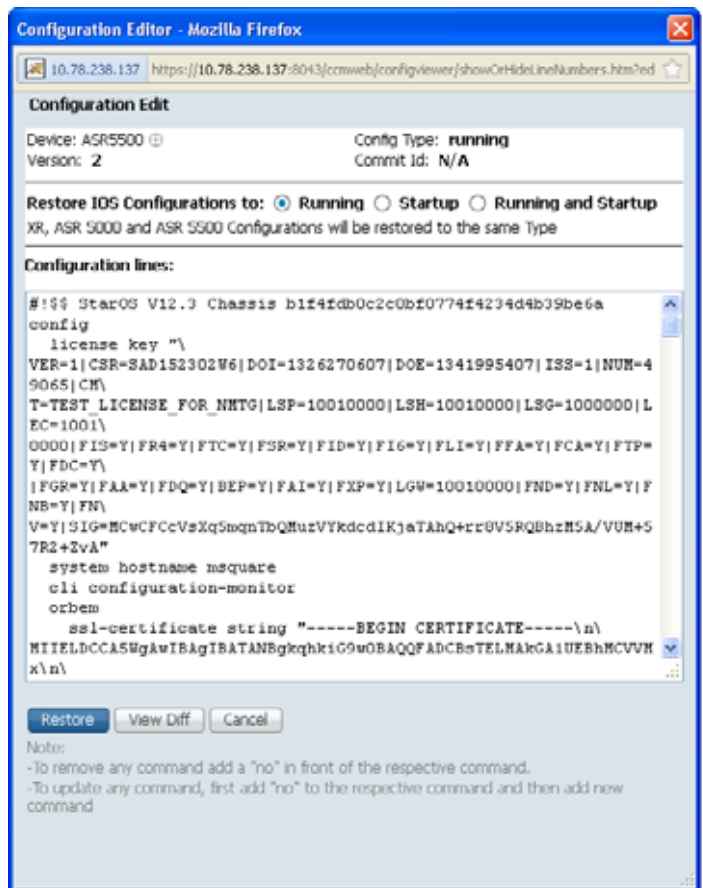 Configuration Editor - Mozilla Firefox
10.78.238.137 https://10.78.238.137:8043/ccmweb/configviewer/showOrHideLineNumbers.htm?ed
Configuration Edit
Device: ASR5500 Config Type: running
Version: 2 Commit Id: N/A
Restore IOS Configurations to: Running Startup Running and Startup
XR, ASR 5000 and ASR 5500 Configurations will be restored to the same Type
Configuration lines:
#!$$ StarOS V12.3 Chassis b1f4fdb0c2c0bf0774f4234d4b39be6a
config
license key "\
VER=1|CSR=SAD152302W6|DOI=1326270607|DOE=1341995407|ISS=1|NUM=4
9065|CM\
T=TEST_LICENSE_FOR_NMTG|LSP=10010000|LSH=10010000|LSG=1000000|L
EC=1001\
0000|FIS=Y|FR4=Y|FTC=Y|FSR=Y|FID=Y|FI6=Y|FLI=Y|FFA=Y|FCA=Y|FTP=
Y|FDC=Y\
|FGR=Y|FAA=Y|FDQ=Y|BEP=Y|FAI=Y|FXP=Y|LGW=10010000|FND=Y|FNL=Y|F
NB=Y|FN\
V=Y|SIG=MCwCFCcVsXqSmqnTbQMuzVYkdcdIKjaTAhQ+rr8V5RQBhzM5A/VUM+5
7R2+ZvA"
system hostname msquare
cli configuration-monitor
orbem
ssl-certificate string "-----BEGIN CERTIFICATE-----\n\
MIIELDCCA5WgAwIBAgIBATANBgkqhkiG9w0BAQQFADCBsTELMAkGA1UEBhMCVVM
x\n\
Restore View Diff Cancel
Note:
-To remove any command add a "no" in front of the respective command.
-To update any command, first add "no" to the respective command and then add new
command